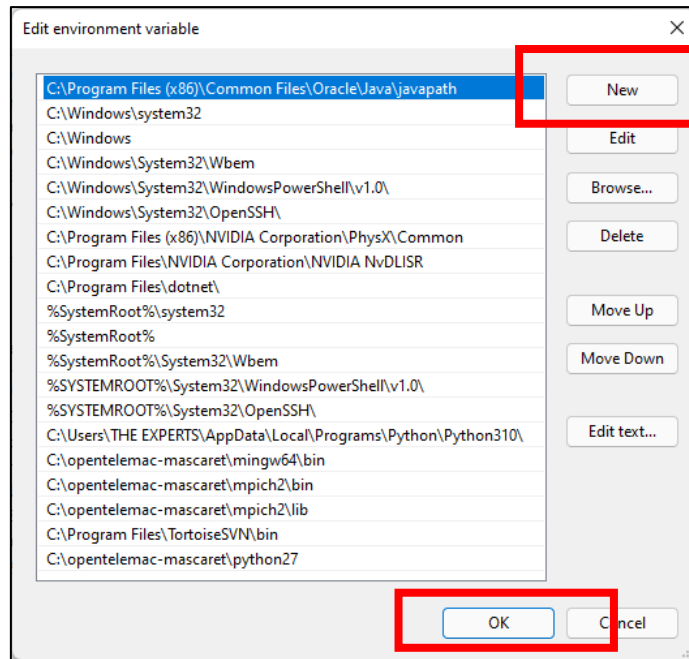 Edit environment variable
C:\Program Files (x86)\Common Files\Oracle\Java\javapath
C:\Windows\system32
C:\Windows
C:\Windows\System32\Wbem
C:\Windows\System32\WindowsPowerShell\v1.0\
C:\Windows\System32\OpenSSH\
C:\Program Files (x86)\NVIDIA Corporation\PhysX\Common
C:\Program Files\NVIDIA Corporation\NVIDIA NvDLISR
C:\Program Files\dotnet\
%SystemRoot%\system32
%SystemRoot%
%SystemRoot%\System32\Wbem
%SYSTEMROOT%\System32\WindowsPowerShell\v1.0\
%SYSTEMROOT%\System32\OpenSSH\
C:\Users\THE EXPERTS\AppData\Local\Programs\Python\Python310\
C:\opentelemac-mascaret\mingw64\bin
C:\opentelemac-mascaret\mpich2\bin
C:\opentelemac-mascaret\mpich2\lib
C:\Program Files\TortoiseSVN\bin
C:\opentelemac-mascaret\python27
New
Edit
Browse...
Delete
Move Up
Move Down
Edit text...
OK
Cancel